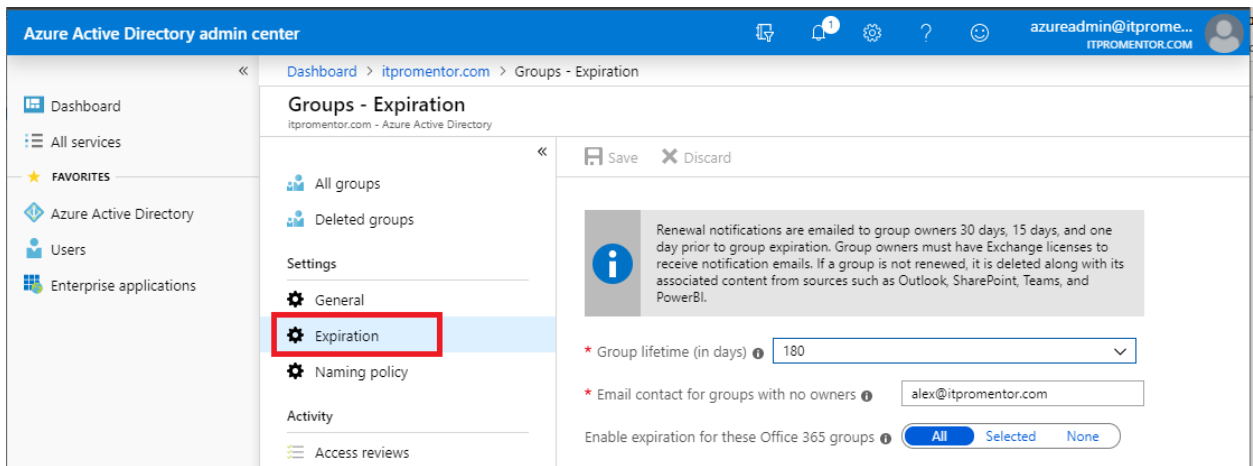 Azure Active Directory admin center
1
azureadmin@itprome...
ITPROMENTOR.COM
Dashboard > itpromentor.com > Groups - Expiration
Dashboard
All services
FAVORITES
Azure Active Directory
Users
Enterprise applications
Groups - Expiration
itpromentor.com - Azure Active Directory
All groups
Deleted groups
Settings
General
Expiration
Naming policy
Activity
Access reviews
Save Discard
Renewal notifications are emailed to group owners 30 days, 15 days, and one
day prior to group expiration. Group owners must have Exchange licenses to
receive notification emails. If a group is not renewed, it is deleted along with its
associated content from sources such as Outlook, SharePoint, Teams, and
PowerBI.
* Group lifetime (in days) 180
* Email contact for groups with no owners alex@itpromentor.com
Enable expiration for these Office 365 groups All Selected None